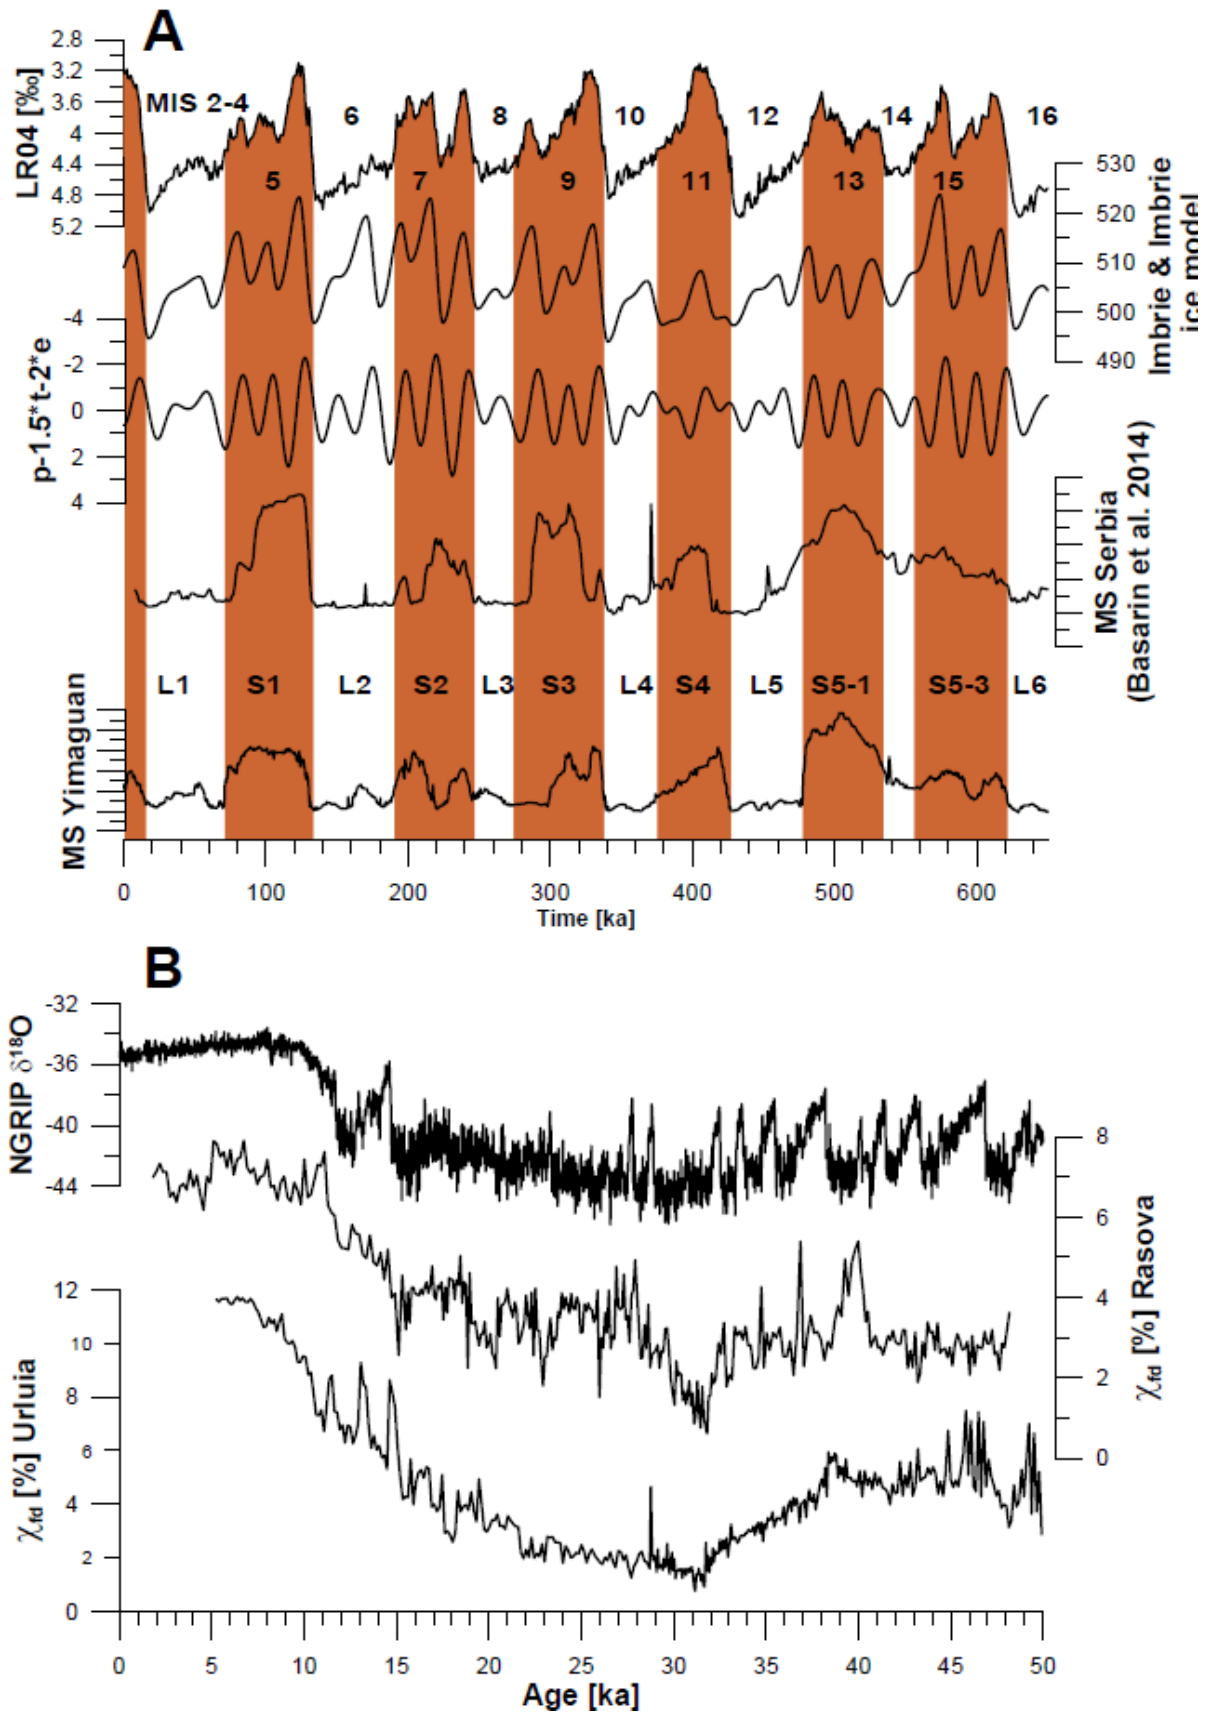 A
2.8
3.2
3.6
4
4.4
4.8
5.2
LR04 [‰]
MIS 2-4
6
8
10
12
14
16
5
7
9
11
13
15
530
520
510
500
490
Imbrie & Imbrie
ice model
-4
-2
0
2
4
p-1.5*t-2*e
MS Serbia
(Basarin et al. 2014)
L1
S1
L2
S2
L3
S3
L4
S4
L5
S5-1
S5-3
L6
MS Yimaguan
0
100
200
300
400
500
600
Time [ka]
B
-32
-36
-40
-44
NGRIP δ¹⁸O
8
6
4
2
0
χfd [%] Rasova
12
10
8
6
4
2
0
χfd [%] Urluia
0
5
10
15
20
25
30
35
40
45
50
Age [ka]